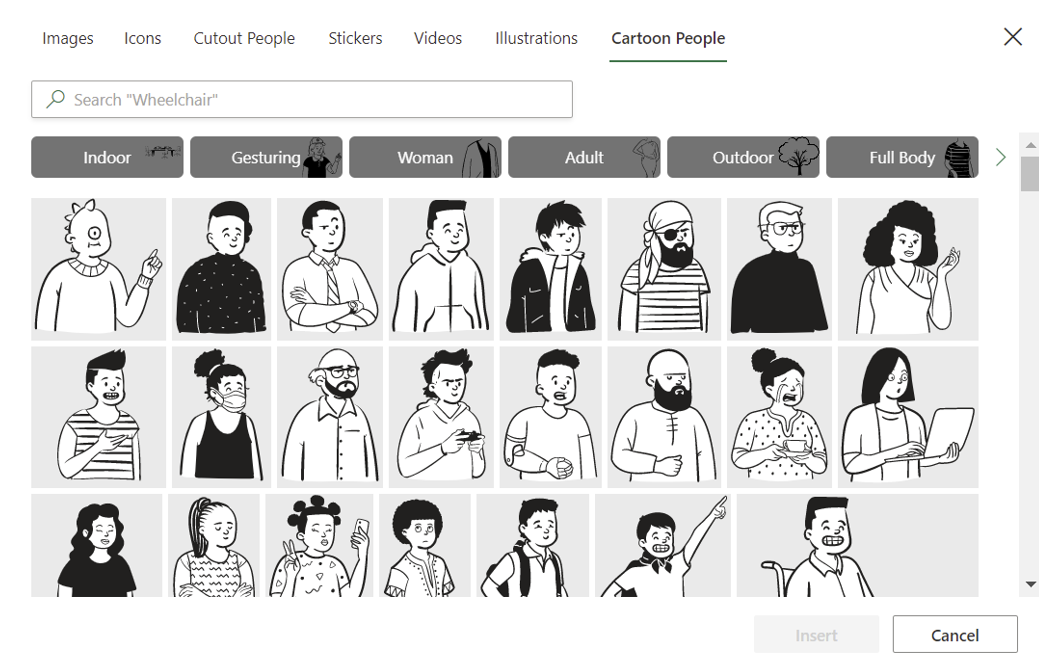 Images Icons Cutout People Stickers Videos Illustrations Cartoon People
Search "Wheelchair"
Indoor Gesturing Woman Adult Outdoor Full Body
Insert Cancel